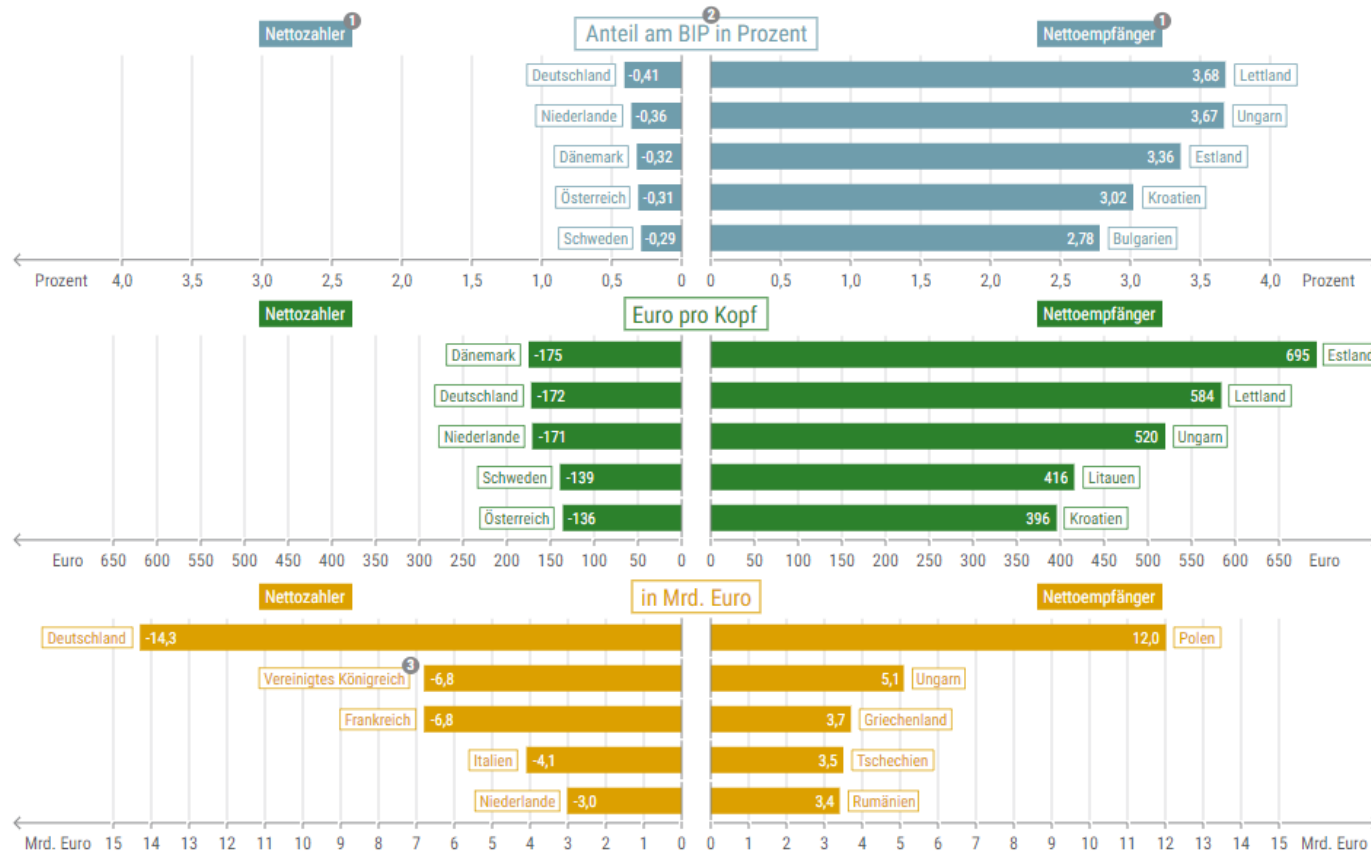 Nettozahler 1 Anteil am BIP in Prozent 2 Nettoempfänger 1
Deutschland -0,41 3,68 Lettland
Niederlande -0,36 3,67 Ungarn
Dänemark -0,32 3,36 Estland
Österreich -0,31 3,02 Kroatien
Schweden -0,29 2,78 Bulgarien
Prozent 4,0 3,5 3,0 2,5 2,0 1,5 1,0 0,5 0 0 0,5 1,0 1,5 2,0 2,5 3,0 3,5 4,0 Prozent
Nettozahler Euro pro Kopf Nettoempfänger
Dänemark -175 695 Estland
Deutschland -172 584 Lettland
Niederlande -171 520 Ungarn
Schweden -139 416 Litauen
Österreich -136 396 Kroatien
Euro 650 600 550 500 450 400 350 300 250 200 150 100 50 0 0 50 100 150 200 250 300 350 400 450 500 550 600 650 Euro
Nettozahler in Mrd. Euro Nettoempfänger
Deutschland -14,3 12,0 Polen
Vereinigtes Königreich 3 -6,8 5,1 Ungarn
Frankreich -6,8 3,7 Griechenland
Italien -4,1 3,5 Tschechien
Niederlande -3,0 3,4 Rumänien
Mrd. Euro 15 14 13 12 11 10 9 8 7 6 5 4 3 2 1 0 0 1 2 3 4 5 6 7 8 9 10 11 12 13 14 15 Mrd. Euro